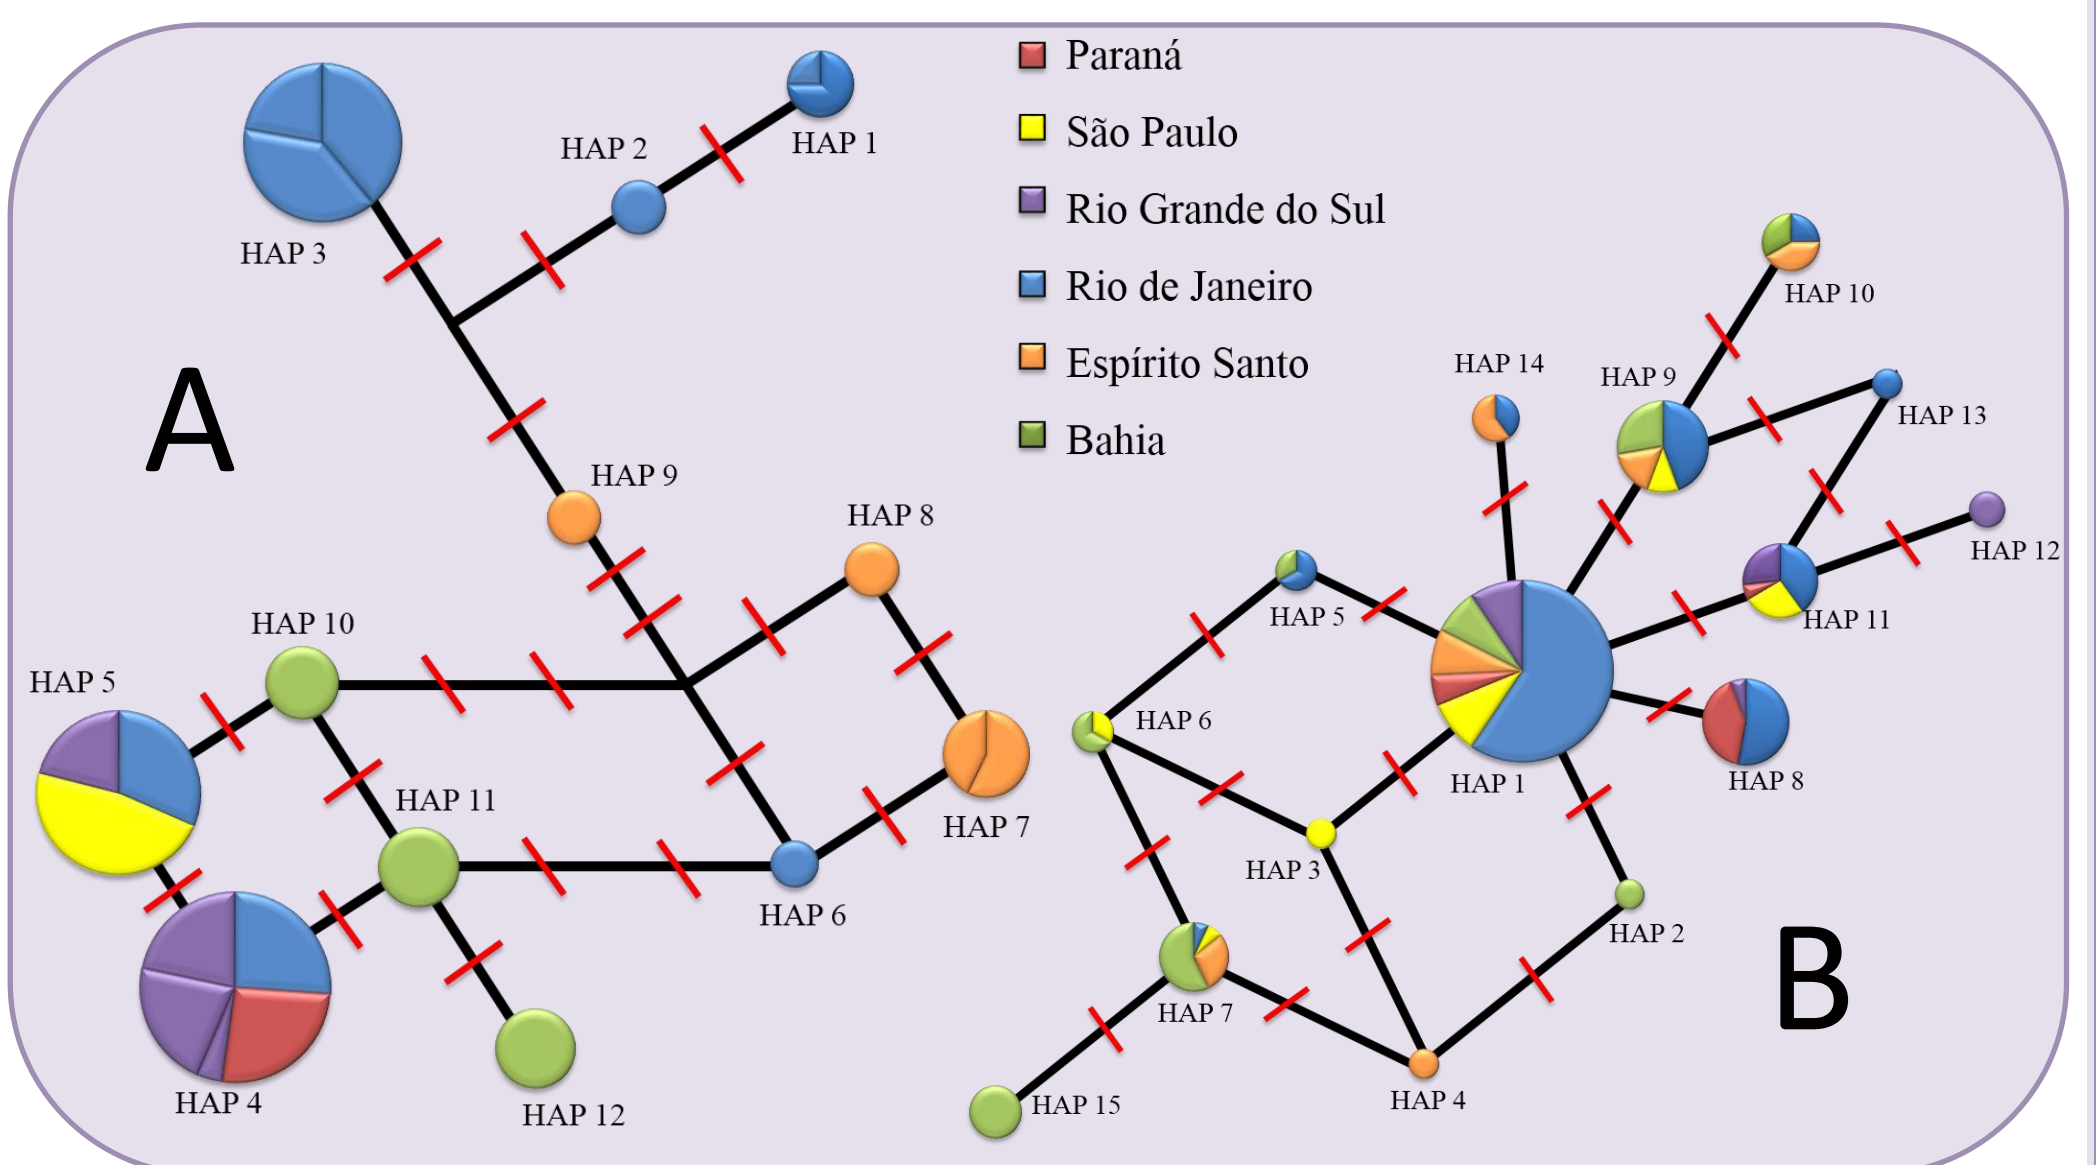 Paraná
São Paulo
Rio Grande do Sul
Rio de Janeiro
Espírito Santo
Bahia
A
HAP 1
HAP 2
HAP 3
HAP 9
HAP 8
HAP 10
HAP 5
HAP 11
HAP 7
HAP 6
HAP 4
HAP 12
B
HAP 10
HAP 14
HAP 9
HAP 13
HAP 12
HAP 5
HAP 11
HAP 6
HAP 1
HAP 8
HAP 3
HAP 2
HAP 7
HAP 4
HAP 15